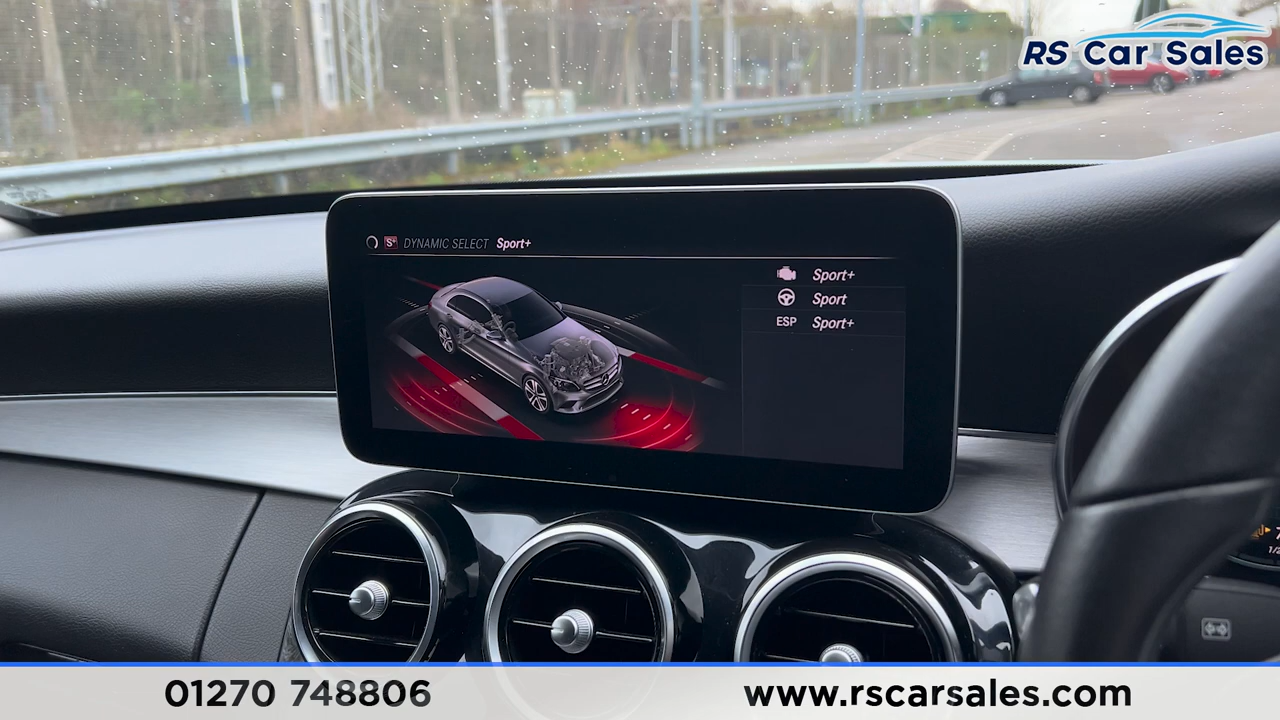 RS Car Sales
S+ DYNAMIC SELECT Sport+
Sport+
Sport
ESP Sport+
01270 748806
www.rscarsales.com